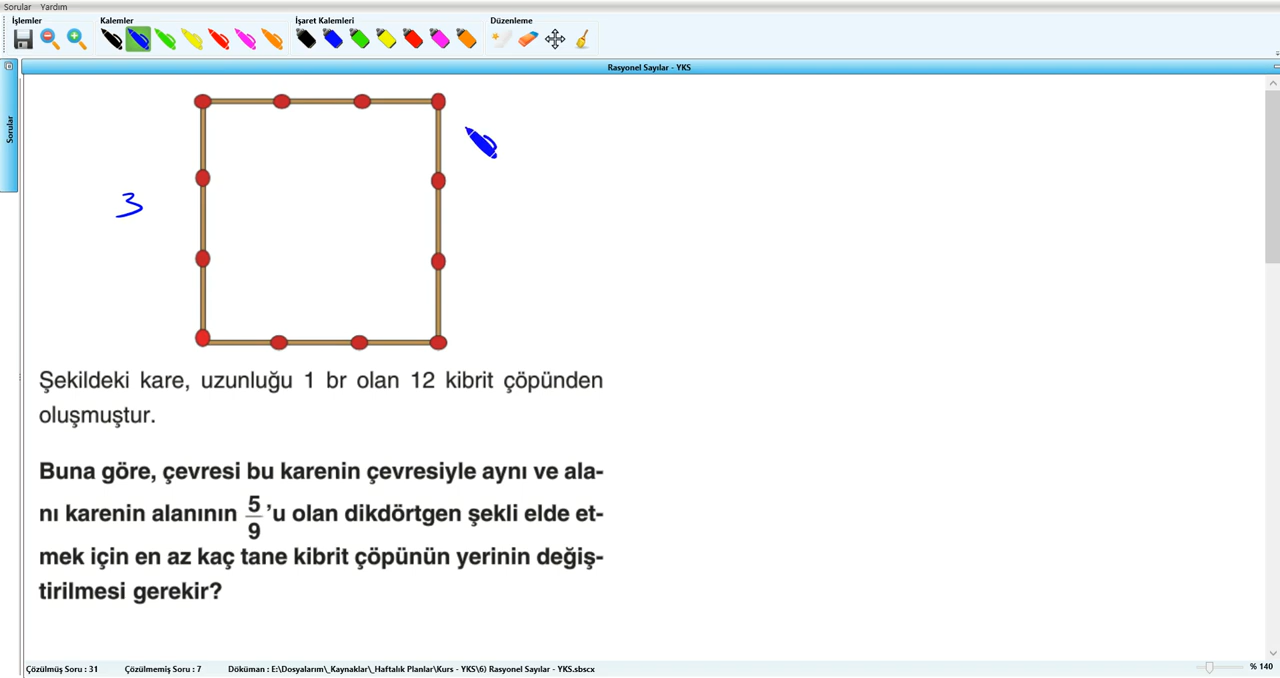 Sorular Yardım
İşlemler Kalemler İşaret Kalemleri Düzenleme
Rasyonel Sayılar - YKS
Sorular
3
Şekildeki kare, uzunluğu 1 br olan 12 kibrit çöpünden
oluşmuştur.
Buna göre, çevresi bu karenin çevresiyle aynı ve ala-
nı karenin alanının 5/9 'u olan dikdörtgen şekli elde et-
mek için en az kaç tane kibrit çöpünün yerinin değiş-
tirilmesi gerekir?
Çözülmüş Soru : 31 Çözülmemiş Soru : 7 Döküman : E:\Dosyalarım\_Kaynaklar\_Haftalık Planlar\Kurs - YKS\6) Rasyonel Sayılar - YKS.sbscx % 140